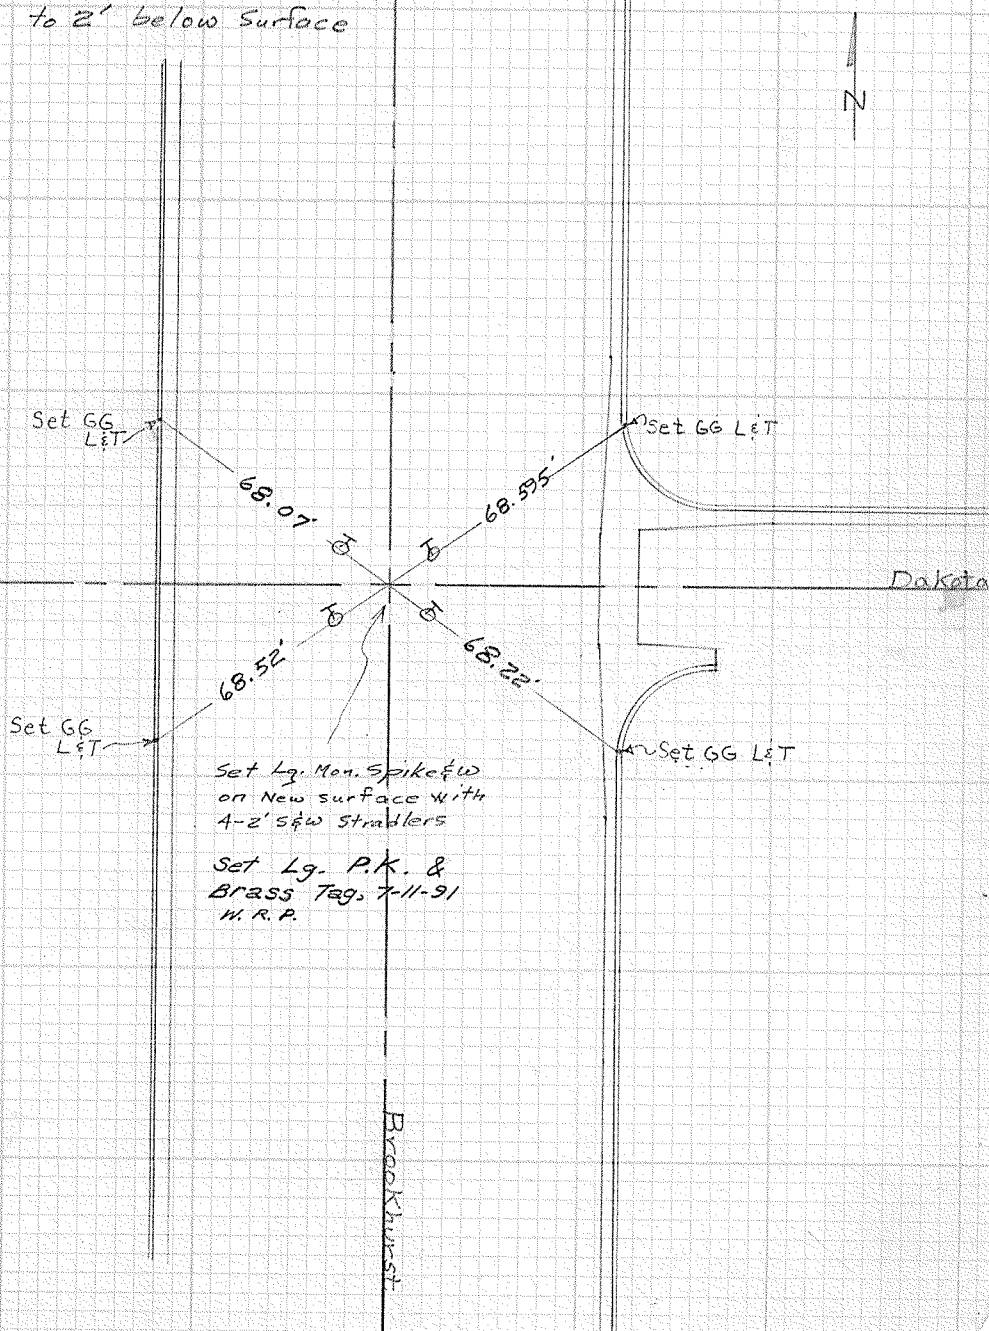 to 2' below Surface
N
Set GG
L&T
Set GG L&T
68.07'
68.595'
Dakota
68.52'
68.22'
Set GG
L&T
Set GG L&T
Set Lg. Mon. Spike & W
on New surface with
4-2' S&W Stradlers
Set Lg. P.K. &
Brass Tag, 7-11-91
W. R. P.
Brookhurst